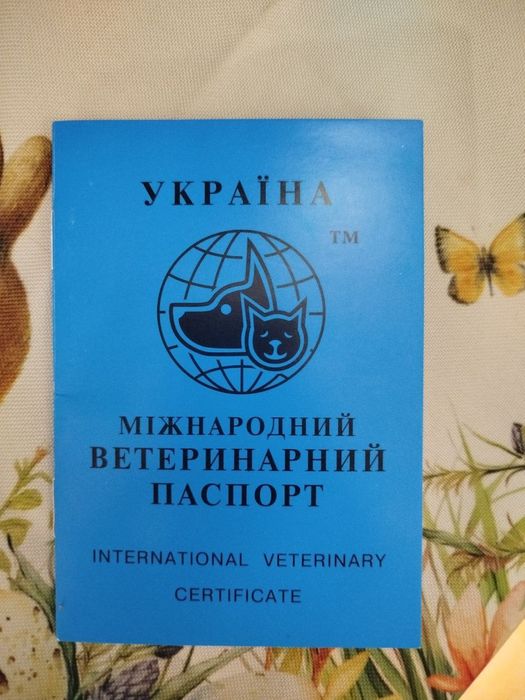 УКРАЇНА
TM
МІЖНАРОДНИЙ
ВЕТЕРИНАРНИЙ
ПАСПОРТ
INTERNATIONAL VETERINARY
CERTIFICATE